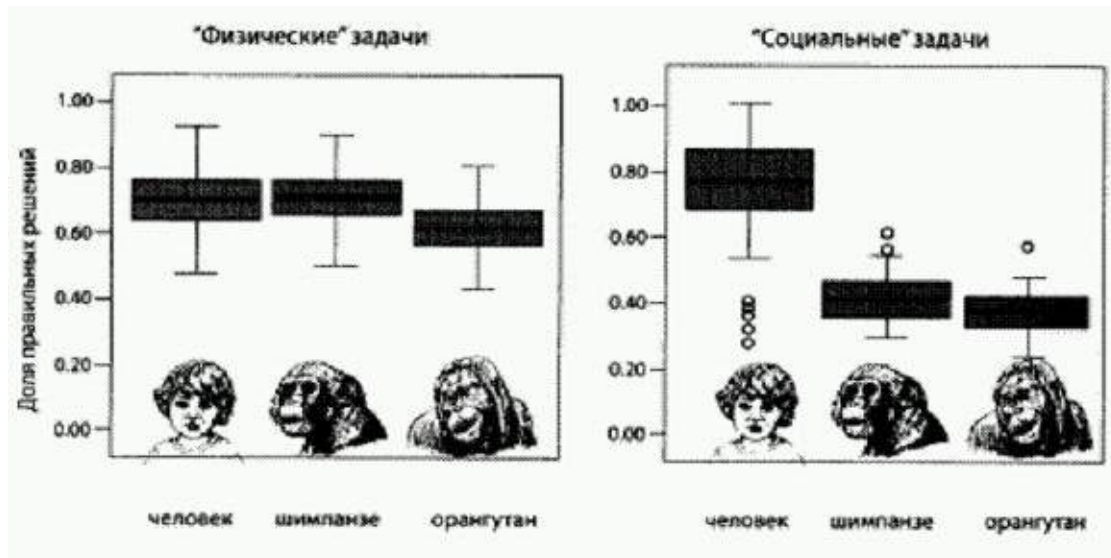 "Физические" задачи
Доля правильных решений
1.00
0.80
0.60
0.40
0.20
0.00
человек шимпанзе орангутан
"Социальные" задачи
1.00
0.80
0.60
0.40
0.20
0.00
человек шимпанзе орангутан